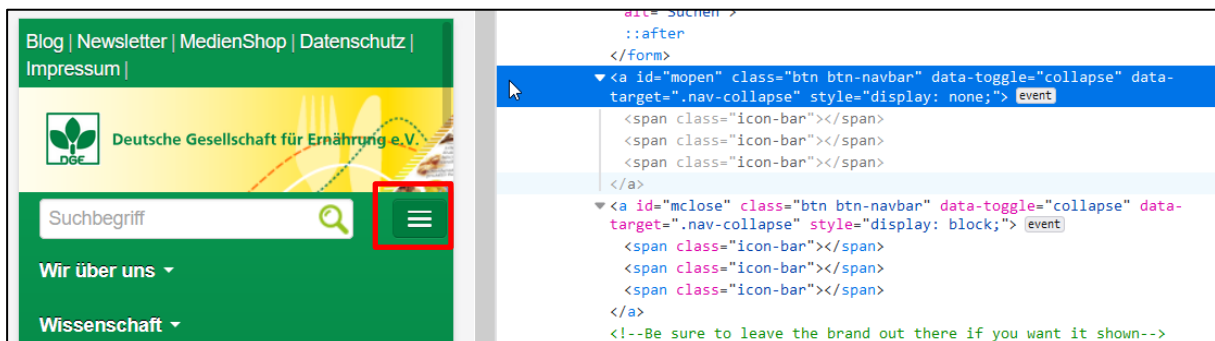 Blog | Newsletter | MedienShop | Datenschutz |
Impressum |
DGE
Deutsche Gesellschaft für Ernährung e.V.
Suchbegriff
Wir über uns
Wissenschaft
alt="Suchen">
::after
</form>
<a id="mopen" class="btn btn-navbar" data-toggle="collapse" data-
target=".nav-collapse" style="display: none;"> event
<span class="icon-bar"></span>
<span class="icon-bar"></span>
<span class="icon-bar"></span>
</a>
<a id="mclose" class="btn btn-navbar" data-toggle="collapse" data-
target=".nav-collapse" style="display: block;"> event
<span class="icon-bar"></span>
<span class="icon-bar"></span>
<span class="icon-bar"></span>
</a>
<!--Be sure to leave the brand out there if you want it shown-->